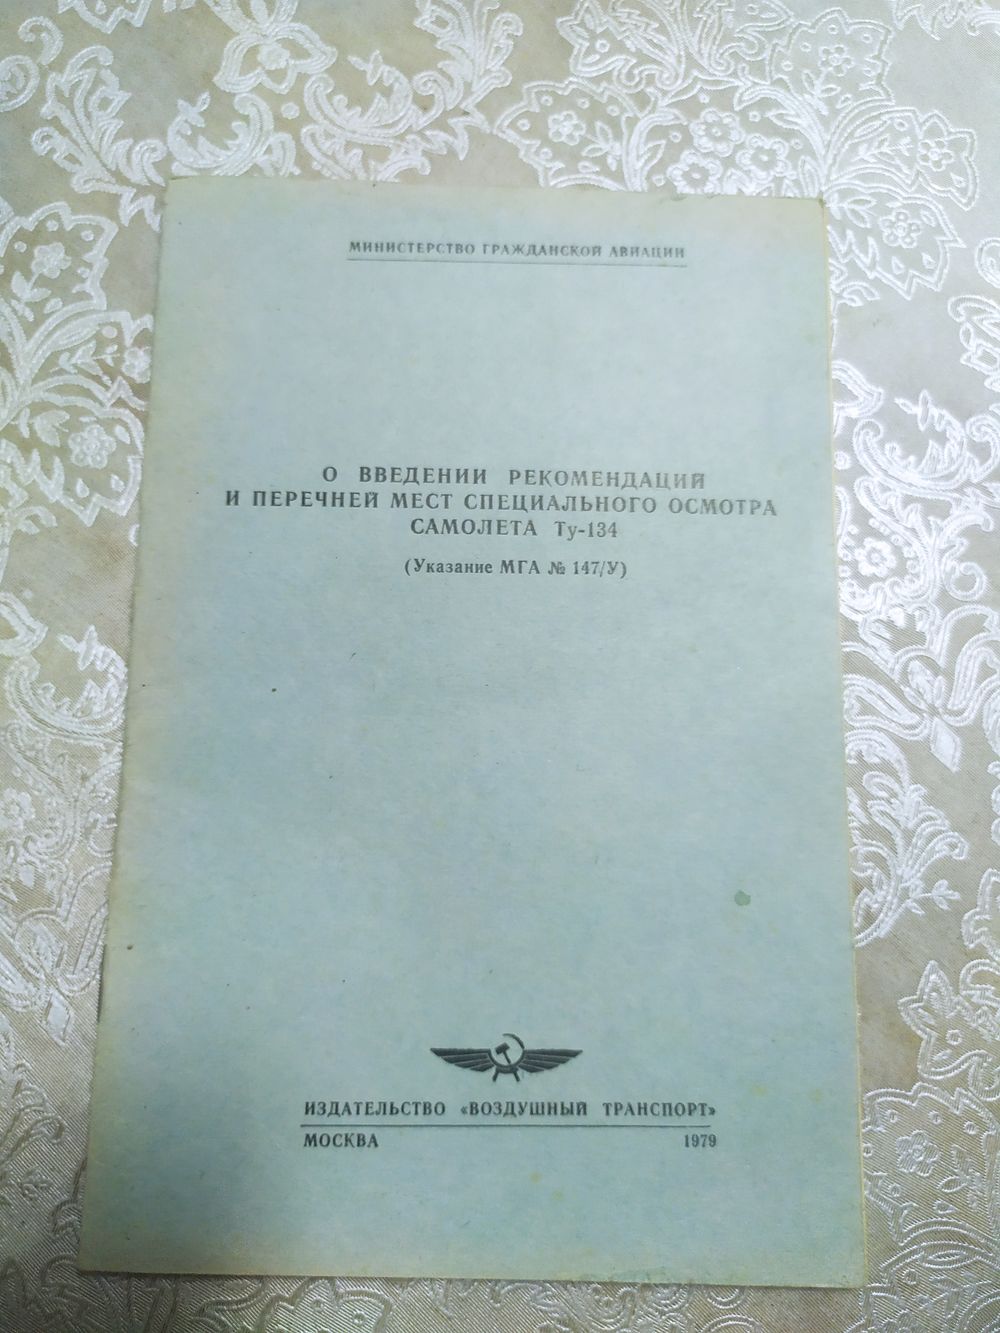 МИНИСТЕРСТВО ГРАЖДАНСКОЙ АВИАЦИИ
О ВВЕДЕНИИ РЕКОМЕНДАЦИЙ
И ПЕРЕЧНЕЙ МЕСТ СПЕЦИАЛЬНОГО ОСМОТРА
САМОЛЕТА Ту-134
(Указание МГА № 147/У)
ИЗДАТЕЛЬСТВО «ВОЗДУШНЫЙ ТРАНСПОРТ»
МОСКВА 1979